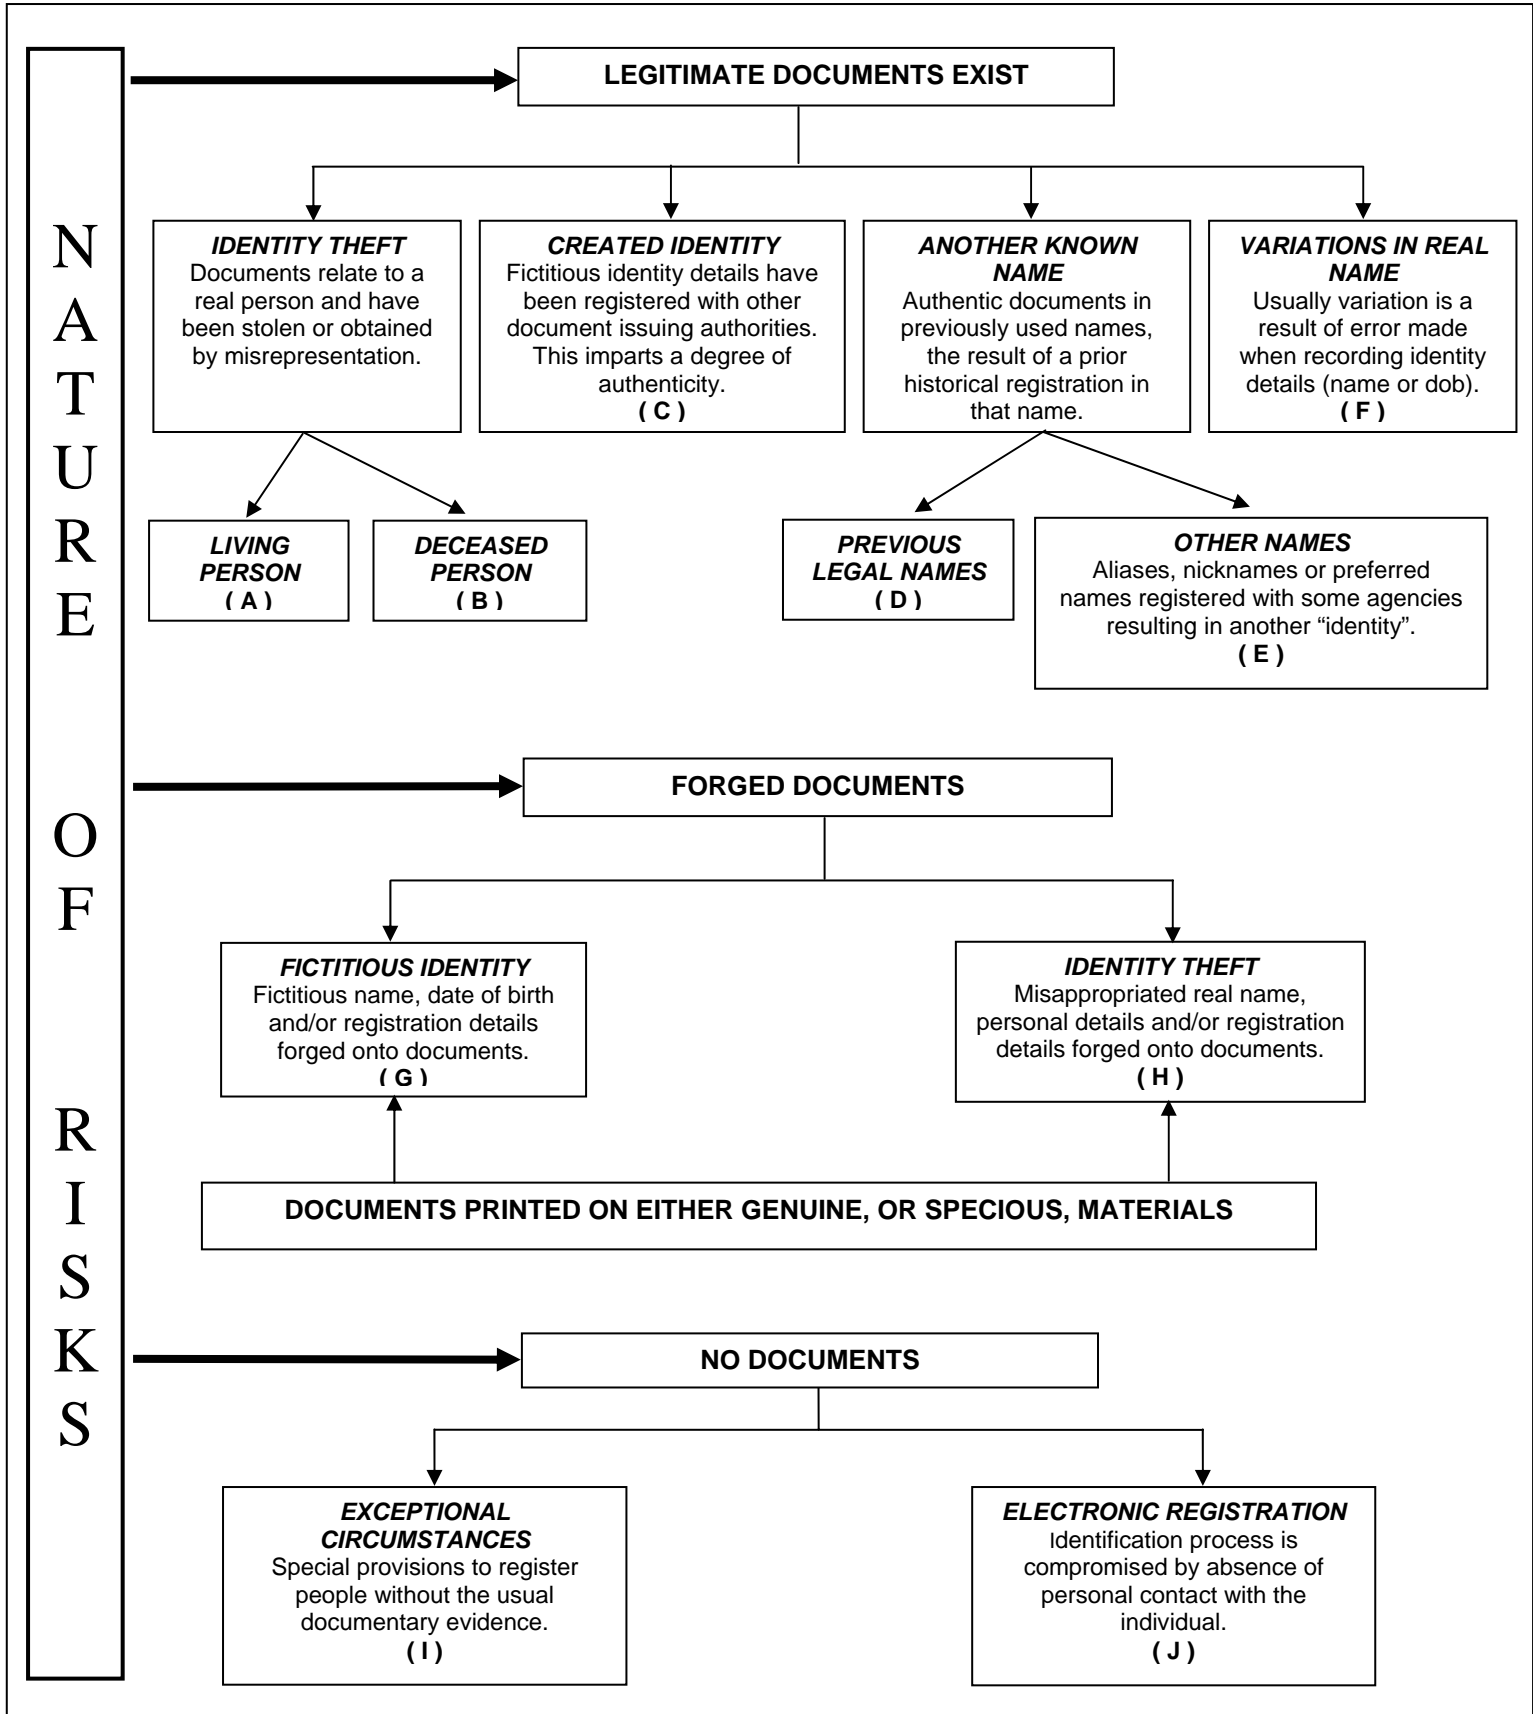 NATURE OF RISKS
LEGITIMATE DOCUMENTS EXIST
IDENTITY THEFT
Documents relate to a
real person and have
been stolen or obtained
by misrepresentation.
CREATED IDENTITY
Fictitious identity details have
been registered with other
document issuing authorities.
This imparts a degree of
authenticity.
( C )
ANOTHER KNOWN
NAME
Authentic documents in
previously used names,
the result of a prior
historical registration in
that name.
VARIATIONS IN REAL
NAME
Usually variation is a
result of error made
when recording identity
details (name or dob).
( F )
LIVING
PERSON
( A )
DECEASED
PERSON
( B )
PREVIOUS
LEGAL NAMES
( D )
OTHER NAMES
Aliases, nicknames or preferred
names registered with some agencies
resulting in another “identity”.
( E )
FORGED DOCUMENTS
FICTITIOUS IDENTITY
Fictitious name, date of birth
and/or registration details
forged onto documents.
( G )
IDENTITY THEFT
Misappropriated real name,
personal details and/or registration
details forged onto documents.
( H )
DOCUMENTS PRINTED ON EITHER GENUINE, OR SPECIOUS, MATERIALS
NO DOCUMENTS
EXCEPTIONAL
CIRCUMSTANCES
Special provisions to register
people without the usual
documentary evidence.
( I )
ELECTRONIC REGISTRATION
Identification process is
compromised by absence of
personal contact with the
individual.
( J )